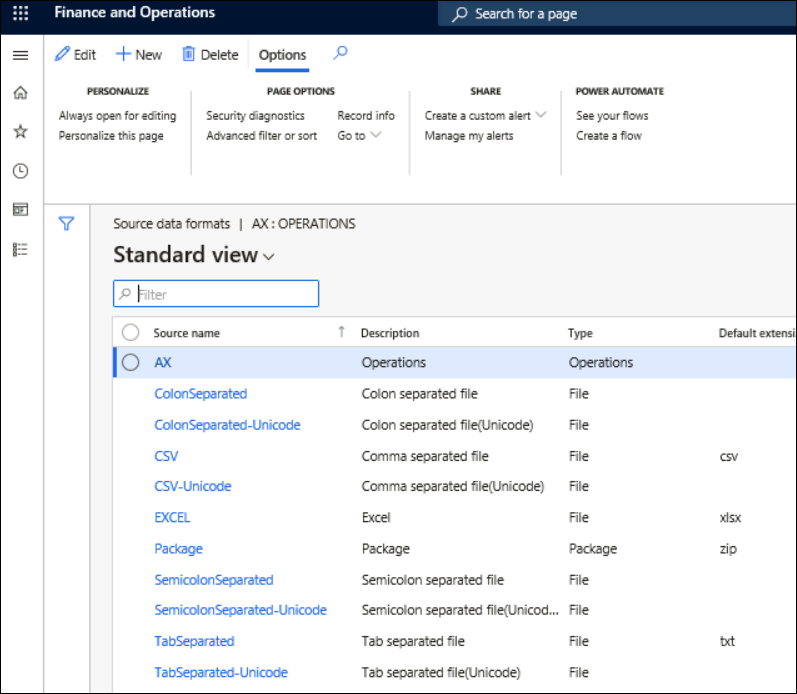 Finance and Operations
Search for a page
Edit New Delete Options
PERSONALIZE PAGE OPTIONS SHARE POWER AUTOMATE
Always open for editing Security diagnostics Record info Create a custom alert See your flows
Personalize this page Advanced filter or sort Go to Manage my alerts Create a flow
Source data formats | AX : OPERATIONS
Standard view
Filter
Source name Description Type Default extensi
AX Operations Operations
ColonSeparated Colon separated file File
ColonSeparated-Unicode Colon separated file(Unicode) File
CSV Comma separated file File csv
CSV-Unicode Comma separated file(Unicode) File
EXCEL Excel File xlsx
Package Package Package zip
SemicolonSeparated Semicolon separated file File
SemicolonSeparated-Unicode Semicolon separated file(Unicod... File
TabSeparated Tab separated file File txt
TabSeparated-Unicode Tab separated file(Unicode) File